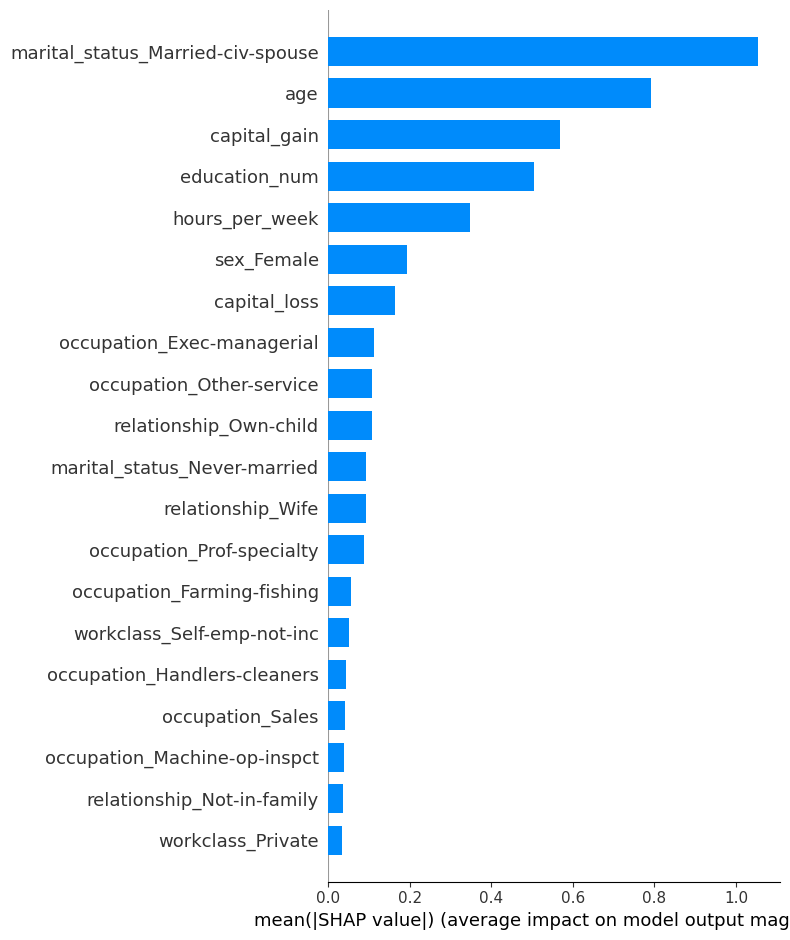 marital_status_Married-civ-spouse
age
capital_gain
education_num
hours_per_week
sex_Female
capital_loss
occupation_Exec-managerial
occupation_Other-service
relationship_Own-child
marital_status_Never-married
relationship_Wife
occupation_Prof-specialty
occupation_Farming-fishing
workclass_Self-emp-not-inc
occupation_Handlers-cleaners
occupation_Sales
occupation_Machine-op-inspct
relationship_Not-in-family
workclass_Private
0.0 0.2 0.4 0.6 0.8 1.0
mean(|SHAP value|) (average impact on model output mag